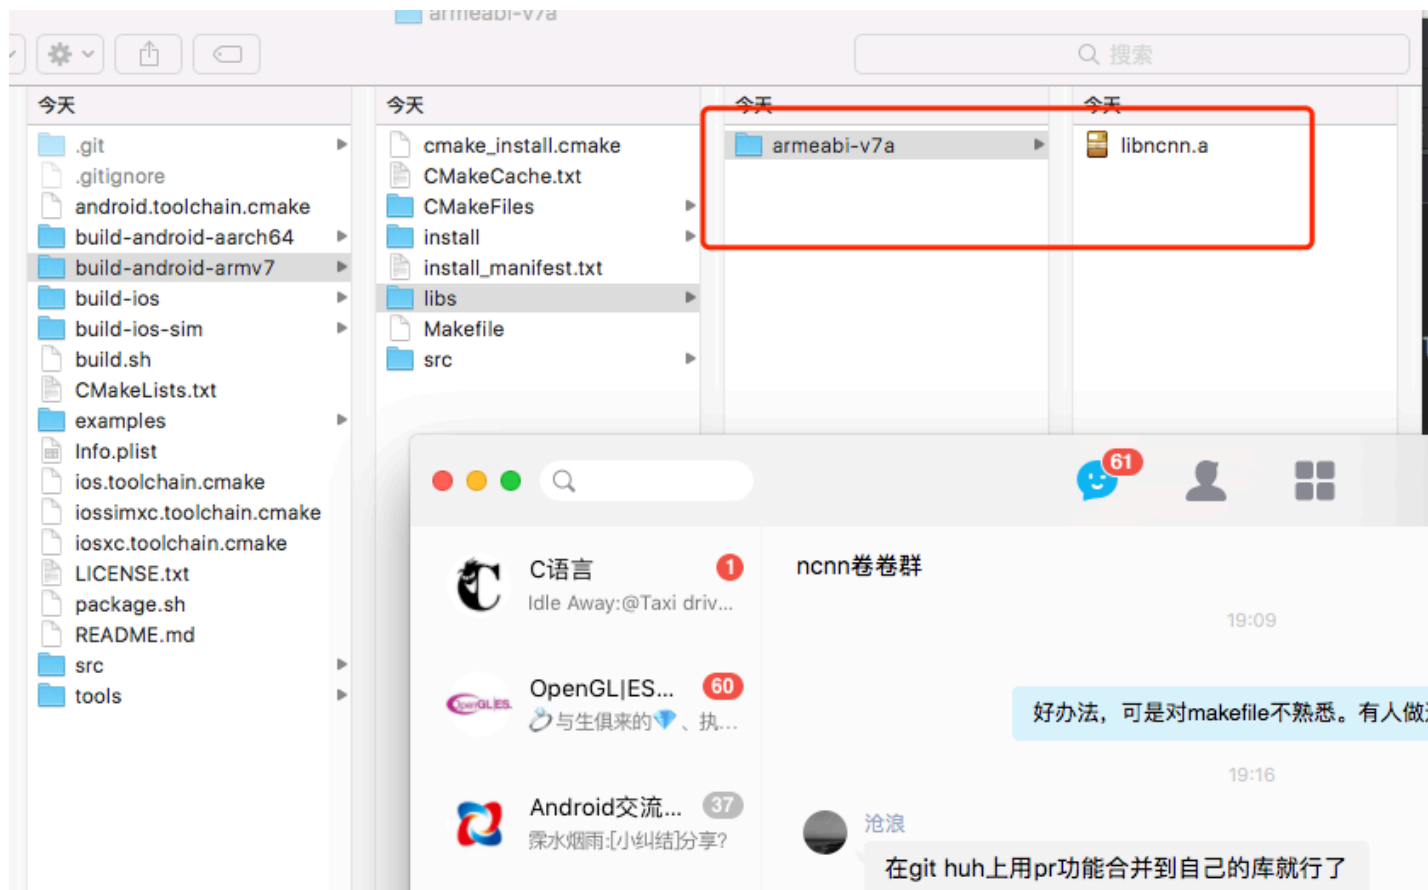 armeabi-v7a
搜索
今天
.git
.gitignore
android.toolchain.cmake
build-android-aarch64
build-android-armv7
build-ios
build-ios-sim
build.sh
CMakeLists.txt
examples
Info.plist
ios.toolchain.cmake
iossimxc.toolchain.cmake
iosxc.toolchain.cmake
LICENSE.txt
package.sh
README.md
src
tools
今天
cmake_install.cmake
CMakeCache.txt
CMakeFiles
install
install_manifest.txt
libs
Makefile
src
今天
armeabi-v7a
今天
libncnn.a
61
C语言
1
Idle Away:@Taxi driv...
OpenGL|ES...
60
与生俱来的💎、执...
Android交流...
37
霂水烟雨:[小纠结]分享?
OpenGL|ES.
ncnn卷卷群
19:09
好办法，可是对makefile不熟悉。有人做
19:16
沧浪
在git huh上用pr功能合并到自己的库就行了